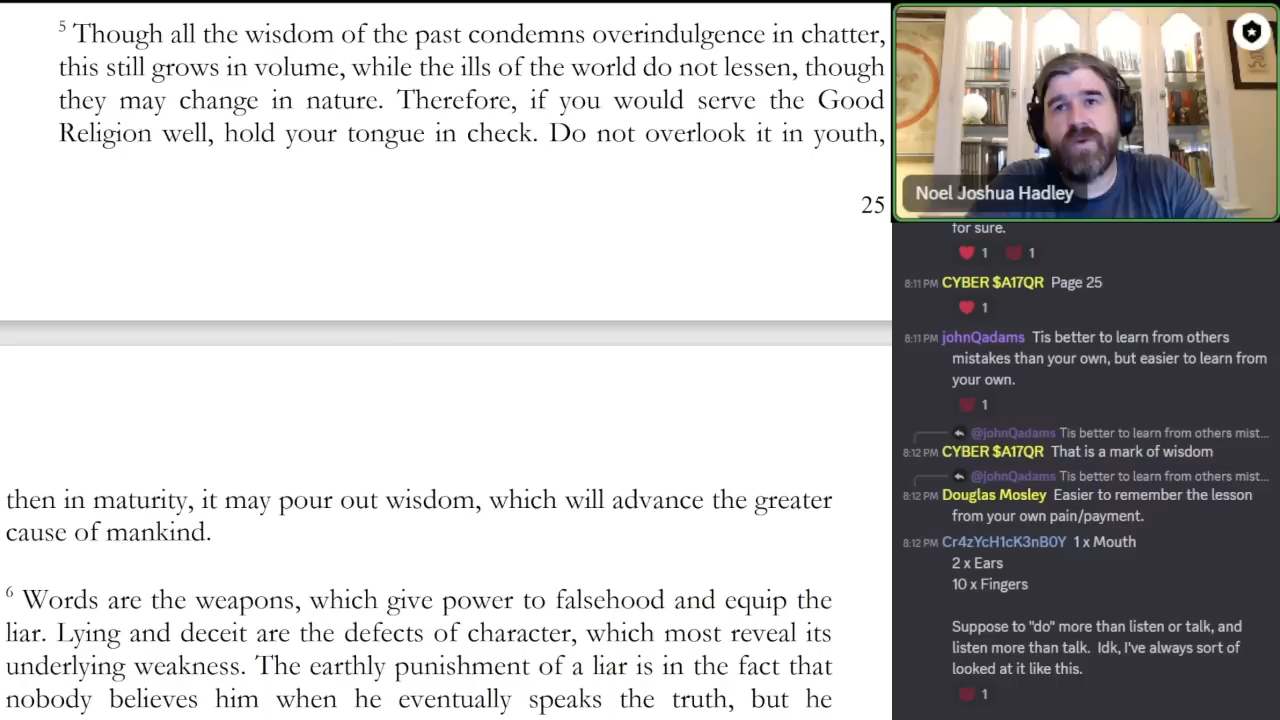 5 Though all the wisdom of the past condemns overindulgence in chatter,
this still grows in volume, while the ills of the world do not lessen, though
they may change in nature. Therefore, if you would serve the Good
Religion well, hold your tongue in check. Do not overlook it in youth,
25
then in maturity, it may pour out wisdom, which will advance the greater
cause of mankind.
6 Words are the weapons, which give power to falsehood and equip the
liar. Lying and deceit are the defects of character, which most reveal its
underlying weakness. The earthly punishment of a liar is in the fact that
nobody believes him when he eventually speaks the truth, but he
Noel Joshua Hadley
for sure.
1 1
8:11 PM CYBER $A17QR Page 25
1
8:11 PM johnQadams Tis better to learn from others
mistakes than your own, but easier to learn from
your own.
1
@johnQadams Tis better to learn from others mist...
8:12 PM CYBER $A17QR That is a mark of wisdom
@johnQadams Tis better to learn from others mist...
8:12 PM Douglas Mosley Easier to remember the lesson
from your own pain/payment.
8:12 PM Cr4zYcH1cK3nB0Y 1 x Mouth
2 x Ears
10 x Fingers
Suppose to "do" more than listen or talk, and
listen more than talk. Idk, I've always sort of
looked at it like this.
1